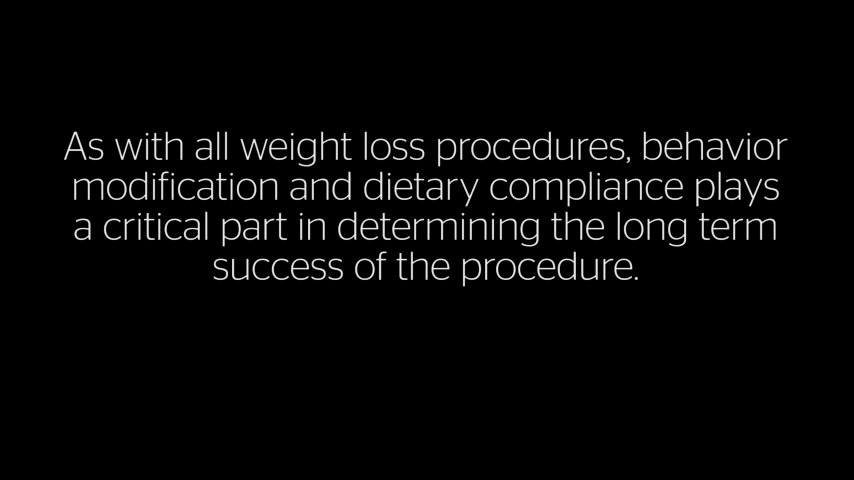 As with all weight loss procedures, behavior
modification and dietary compliance plays
a critical part in determining the long term
success of the procedure.